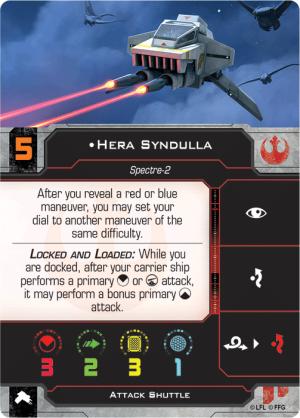 5
•Hera Syndulla
Spectre-2
After you reveal a red or blue
maneuver, you may set your
dial to another maneuver of the
same difficulty.
Locked and Loaded: While you
are docked, after your carrier ship
performs a primary or attack,
it may perform a bonus primary
attack.
3 2 3 1
Attack Shuttle
©LFL ©FFG